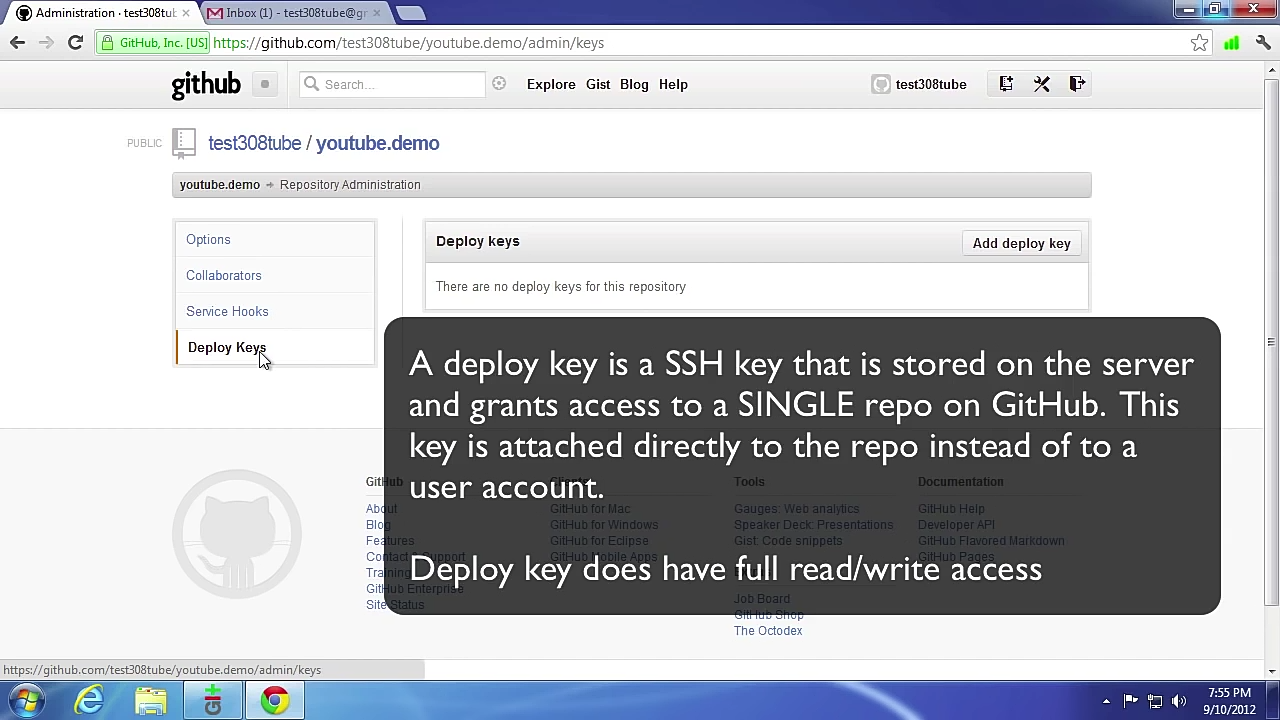 Administration · test308tub
Inbox (1) - test308tube@gm
GitHub, Inc. [US] https://github.com/test308tube/youtube.demo/admin/keys
github
Search...
Explore Gist Blog Help
test308tube
PUBLIC
test308tube / youtube.demo
youtube.demo → Repository Administration
Options
Collaborators
Service Hooks
Deploy Keys
Deploy keys
Add deploy key
There are no deploy keys for this repository
A deploy key is a SSH key that is stored on the server
and grants access to a SINGLE repo on GitHub. This
key is attached directly to the repo instead of to a
user account.
Deploy key does have full read/write access
GitHub
About
Blog
Features
Contact & Support
Training
GitHub Enterprise
Site Status
GitHub for Mac
GitHub for Windows
GitHub for Eclipse
GitHub Mobile Apps
Tools
Gauges: Web analytics
Speaker Deck: Presentations
Gist: Code snippets
Job Board
GitHub Shop
The Octodex
Documentation
GitHub Help
Developer API
GitHub Flavored Markdown
GitHub Pages
https://github.com/test308tube/youtube.demo/admin/keys
7:55 PM
9/10/2012